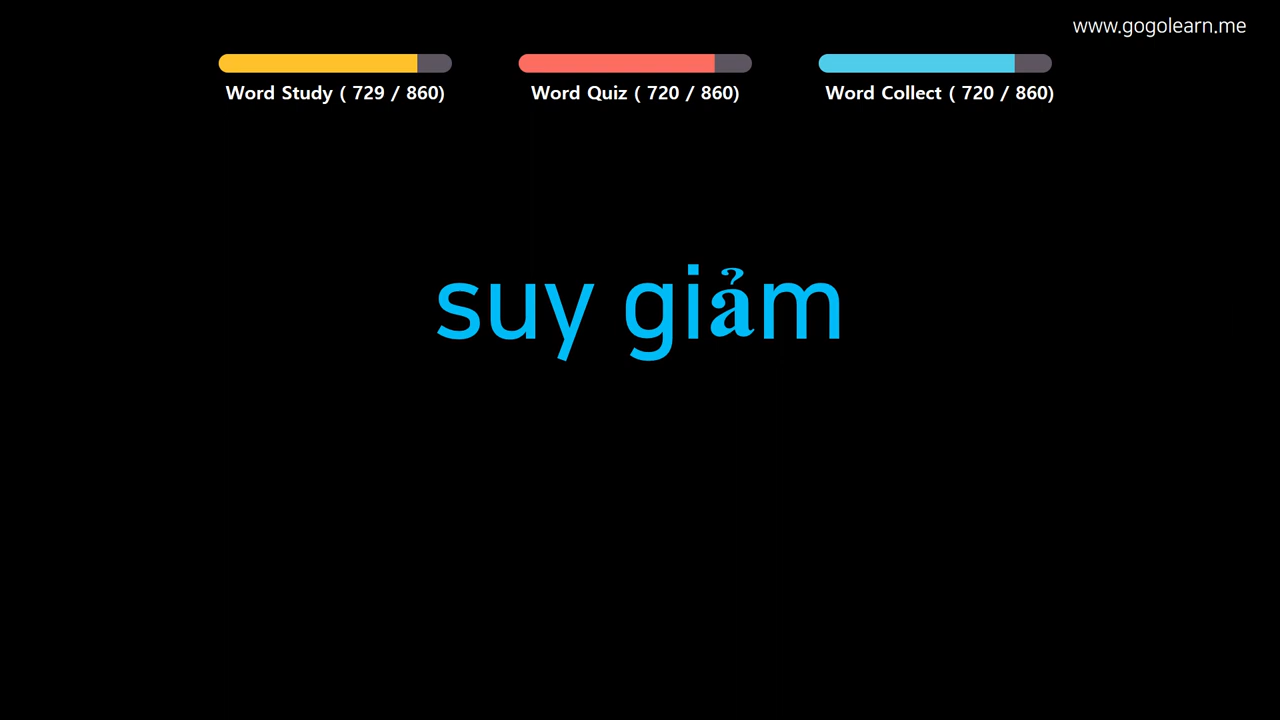 www.gogolearn.me
Word Study ( 729 / 860)
Word Quiz ( 720 / 860)
Word Collect ( 720 / 860)
suy giảm